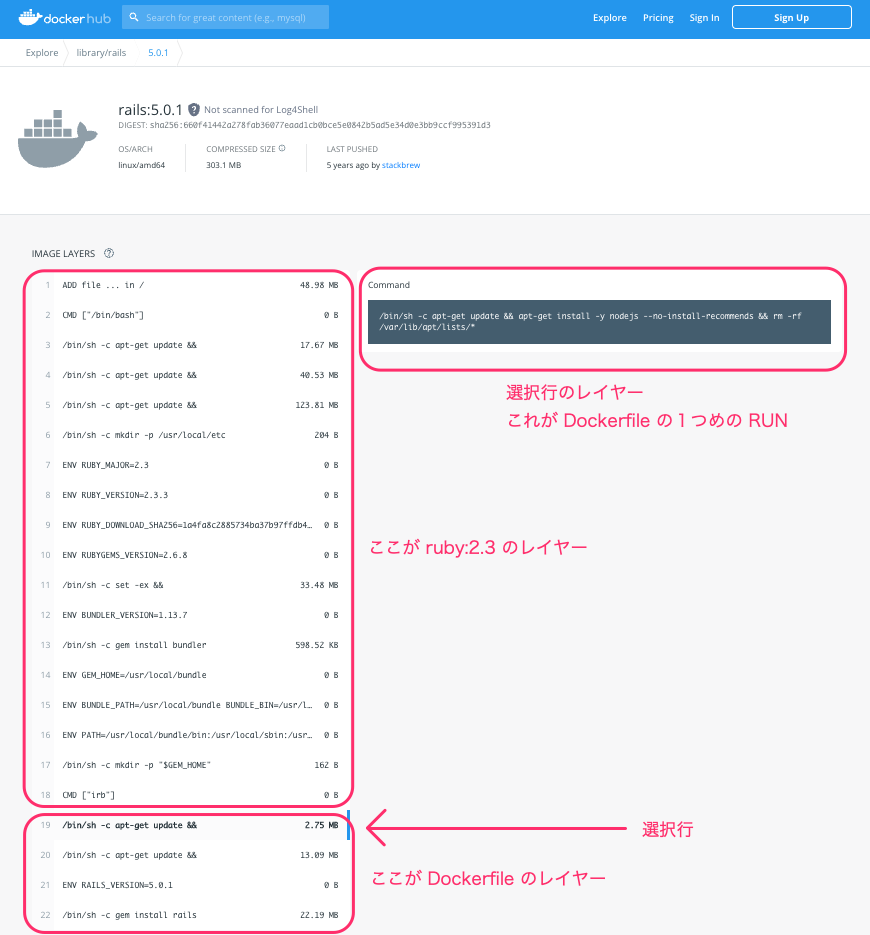 docker hub
Search for great content (e.g., mysql)
Explore
Pricing
Sign In
Sign Up
Explore
library/rails
5.0.1
rails:5.0.1
Not scanned for Log4Shell
DIGEST: sha256:660f41442a278fab36077eaad1cb0bce5e0842b5ad5e34d0e3bb9ccf995391d3
OS/ARCH
linux/amd64
COMPRESSED SIZE
303.1 MB
LAST PUSHED
5 years ago by stackbrew
IMAGE LAYERS
1 ADD file ... in / 48.98 MB
2 CMD ["/bin/bash"] 0 B
3 /bin/sh -c apt-get update && 17.67 MB
4 /bin/sh -c apt-get update && 40.53 MB
5 /bin/sh -c apt-get update && 123.81 MB
6 /bin/sh -c mkdir -p /usr/local/etc 204 B
7 ENV RUBY_MAJOR=2.3 0 B
8 ENV RUBY_VERSION=2.3.3 0 B
9 ENV RUBY_DOWNLOAD_SHA256=1a4fa8c2885734ba37b97ffdb4… 0 B
10 ENV RUBYGEMS_VERSION=2.6.8 0 B
11 /bin/sh -c set -ex && 33.48 MB
12 ENV BUNDLER_VERSION=1.13.7 0 B
13 /bin/sh -c gem install bundler 598.52 KB
14 ENV GEM_HOME=/usr/local/bundle 0 B
15 ENV BUNDLE_PATH=/usr/local/bundle BUNDLE_BIN=/usr/l… 0 B
16 ENV PATH=/usr/local/bundle/bin:/usr/local/sbin:/usr… 0 B
17 /bin/sh -c mkdir -p "$GEM_HOME" 162 B
18 CMD ["irb"] 0 B
19 /bin/sh -c apt-get update && 2.75 MB
20 /bin/sh -c apt-get update && 13.09 MB
21 ENV RAILS_VERSION=5.0.1 0 B
22 /bin/sh -c gem install rails 22.19 MB
Command
/bin/sh -c apt-get update && apt-get install -y nodejs --no-install-recommends && rm -rf
/var/lib/apt/lists/*
選択行のレイヤー
これが Dockerfile の１つめの RUN
ここが ruby:2.3 のレイヤー
選択行
ここが Dockerfile のレイヤー